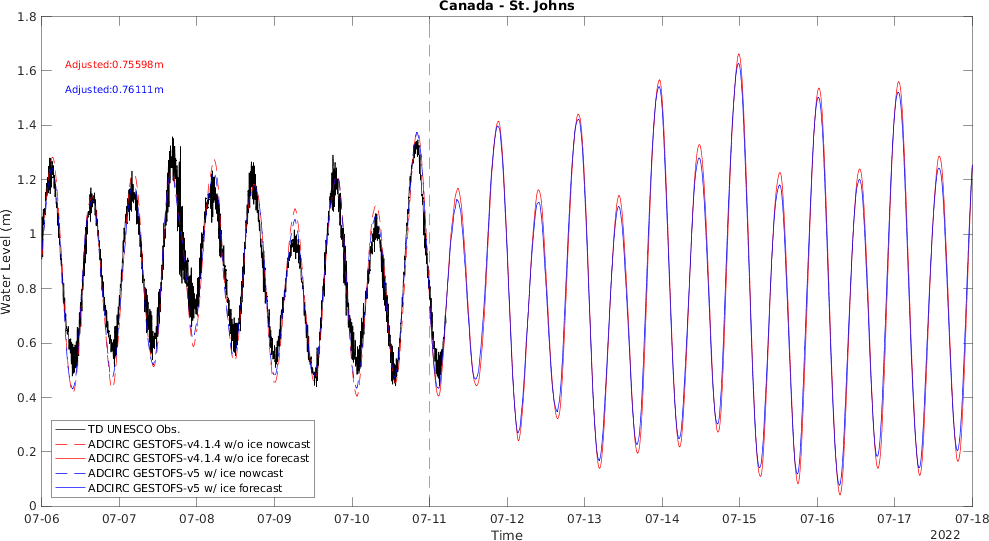 Canada - St. Johns
1.8
1.6
1.4
1.2
1
0.8
0.6
0.4
0.2
0
Water Level (m)
Adjusted:0.75598m
Adjusted:0.76111m
TD UNESCO Obs.
ADCIRC GESTOFS-v4.1.4 w/o ice nowcast
ADCIRC GESTOFS-v4.1.4 w/o ice forecast
ADCIRC GESTOFS-v5 w/ ice nowcast
ADCIRC GESTOFS-v5 w/ ice forecast
07-06 07-07 07-08 07-09 07-10 07-11 07-12 07-13 07-14 07-15 07-16 07-17 07-18
Time
2022